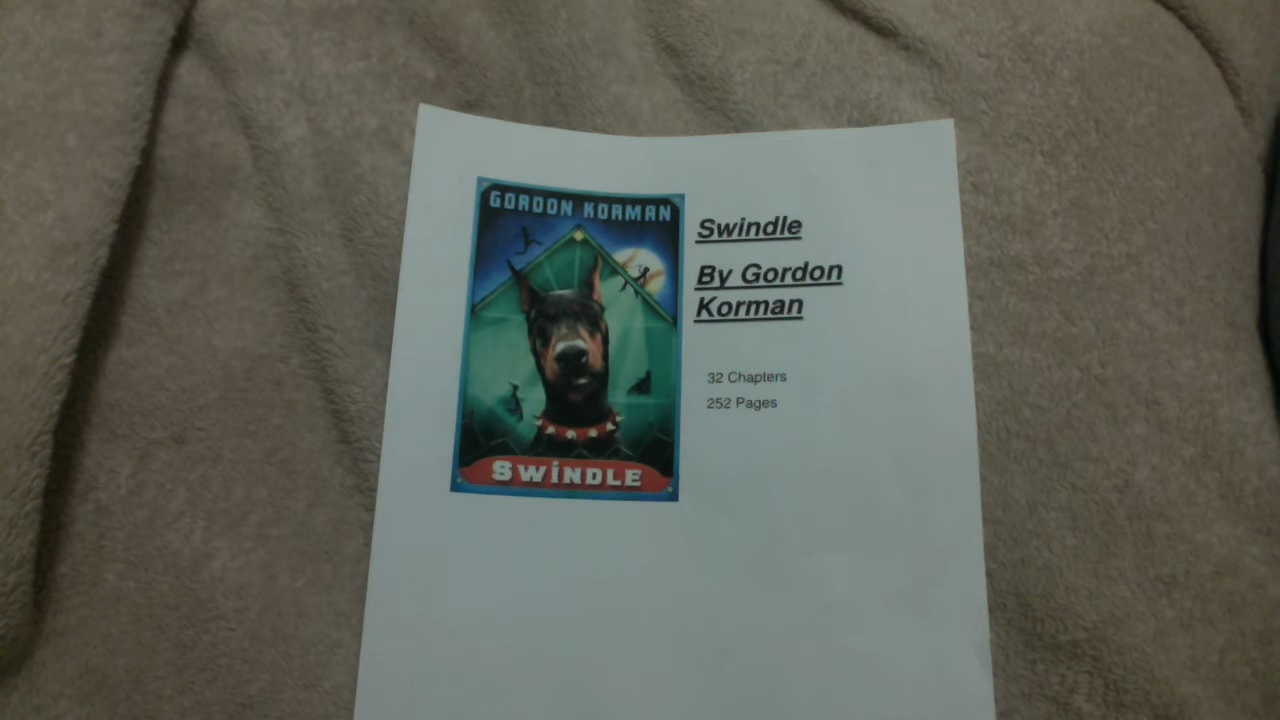 GORDON KORMAN
SWiNDLE
Swindle
By Gordon
Korman
32 Chapters
252 Pages